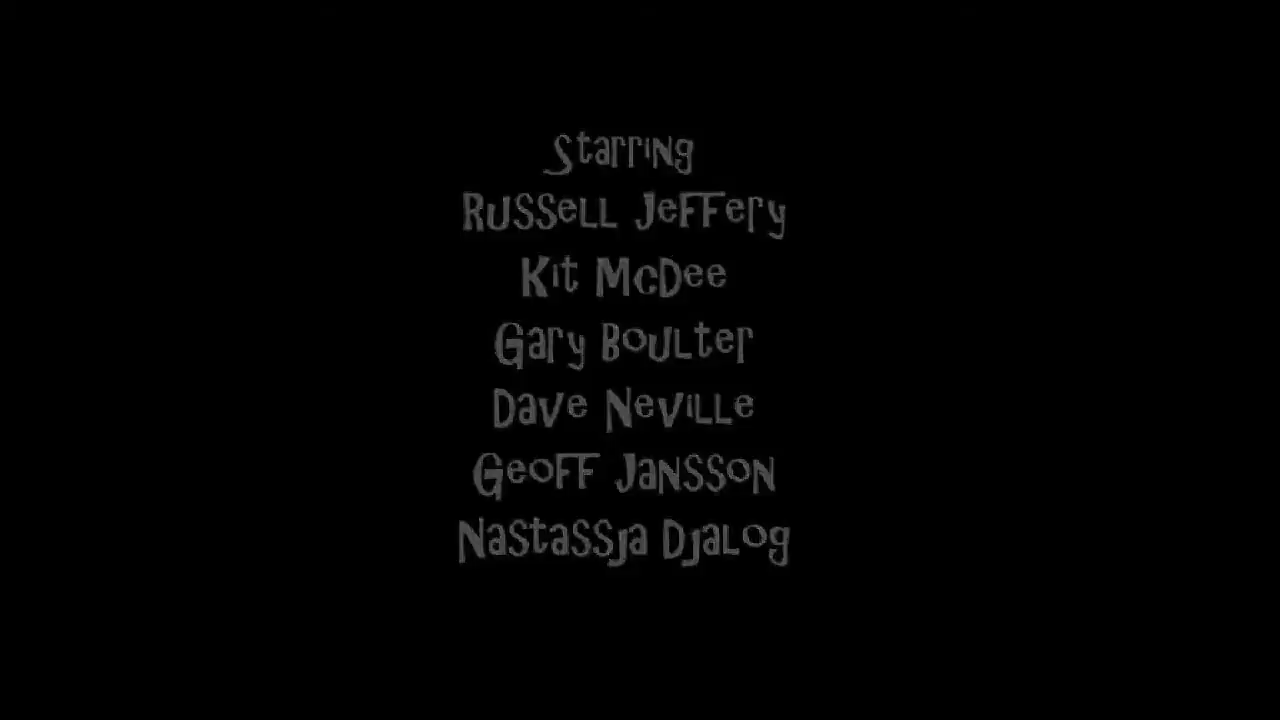 Starring
Russell Jeffery
Kit McDee
Gary Boulter
Dave Neville
Geoff Jansson
Nastassja Djalog